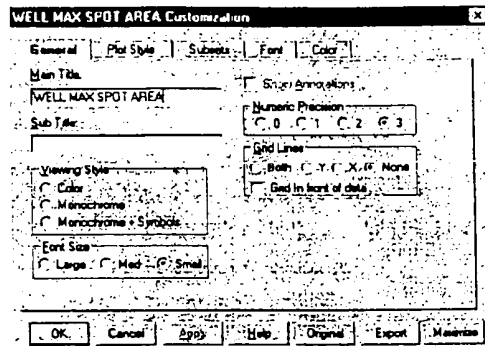 WELL MAX SPOT AREA Customization
General Plot Style Subsets Font Color
Main Title:
WELL MAX SPOT AREA
Show Annotations
Numeric Precision
0 1 2 3
Sub Title:
Grid Lines
Both Y X None
Grid In front of data
Viewing Style
Color
Monochrome
Monochrome + Symbols
Font Size
Large Med Small
OK Cancel Apply Help Original Export Maximize